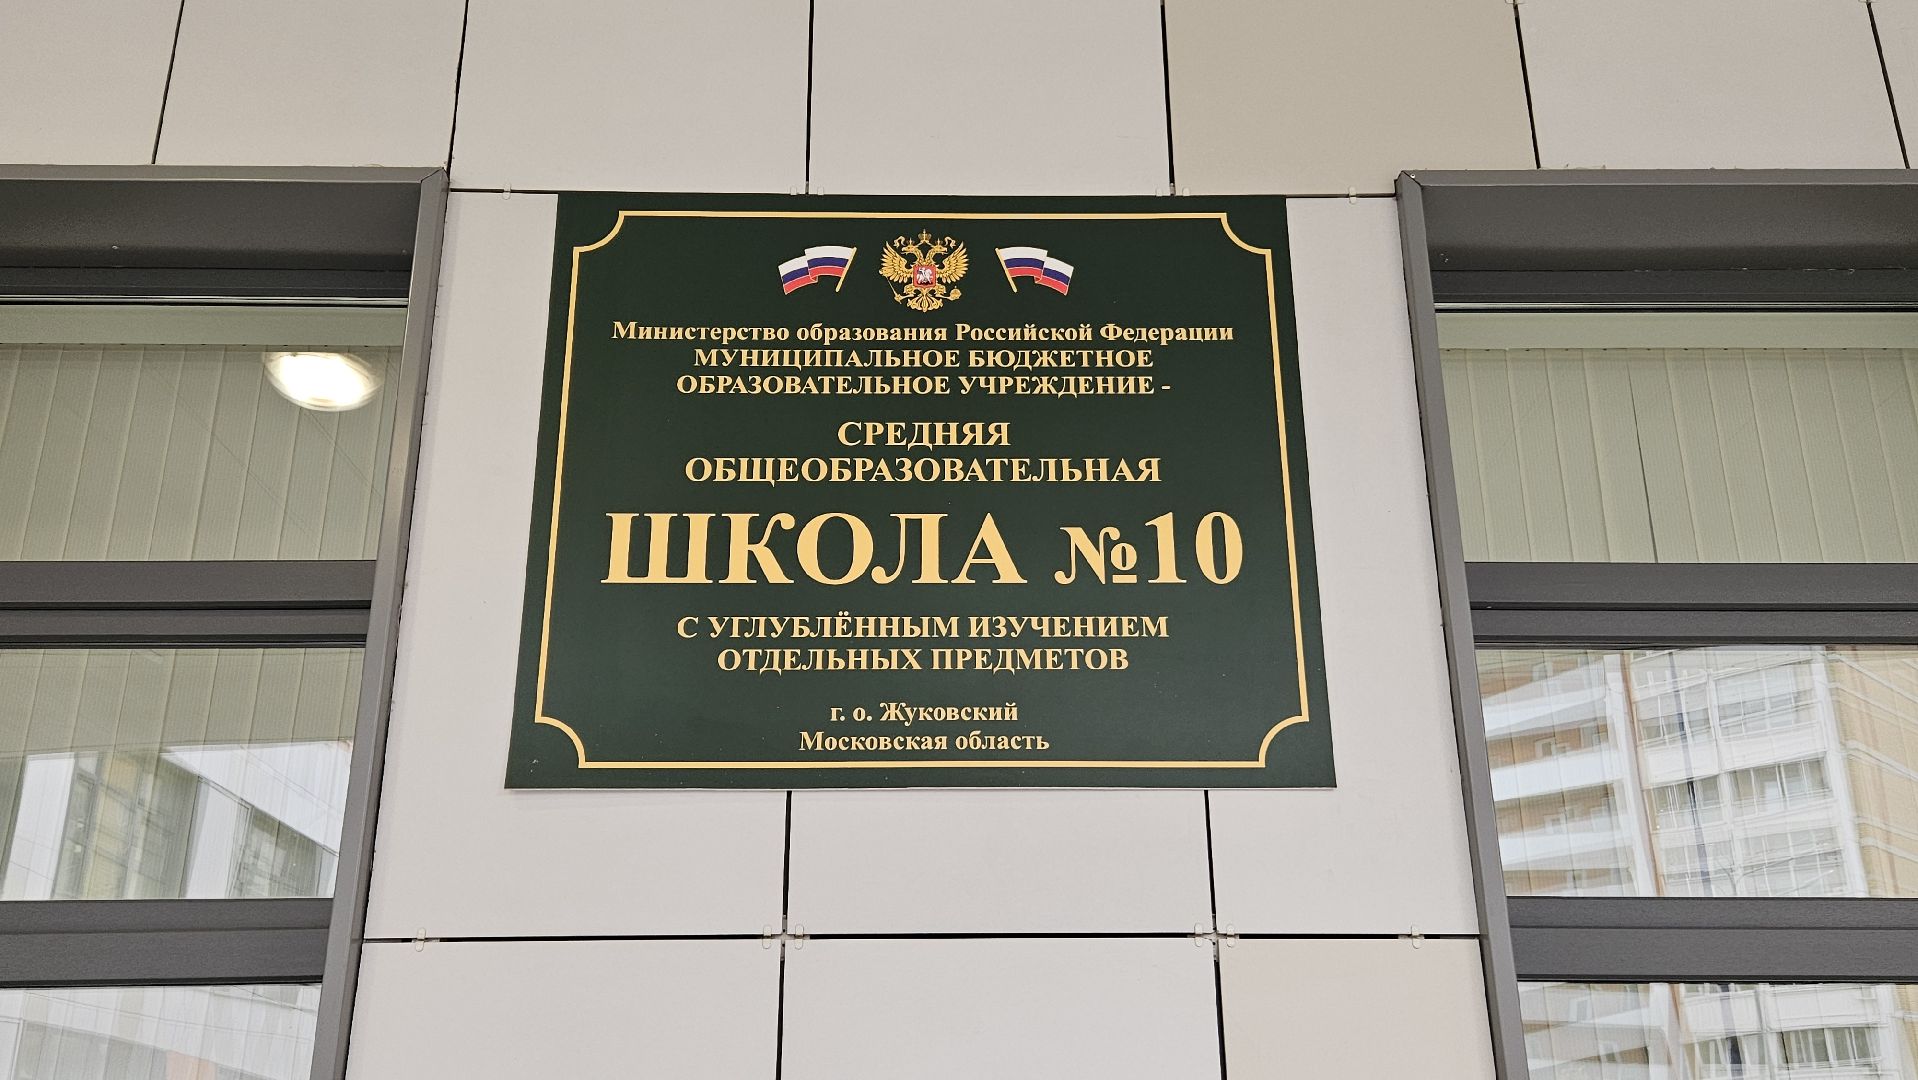 Министерство образования Российской Федерации
МУНИЦИПАЛЬНОЕ БЮДЖЕТНОЕ
ОБРАЗОВАТЕЛЬНОЕ УЧРЕЖДЕНИЕ -
СРЕДНЯЯ
ОБЩЕОБРАЗОВАТЕЛЬНАЯ
ШКОЛА №10
С УГЛУБЛЁННЫМ ИЗУЧЕНИЕМ
ОТДЕЛЬНЫХ ПРЕДМЕТОВ
г. о. Жуковский
Московская область